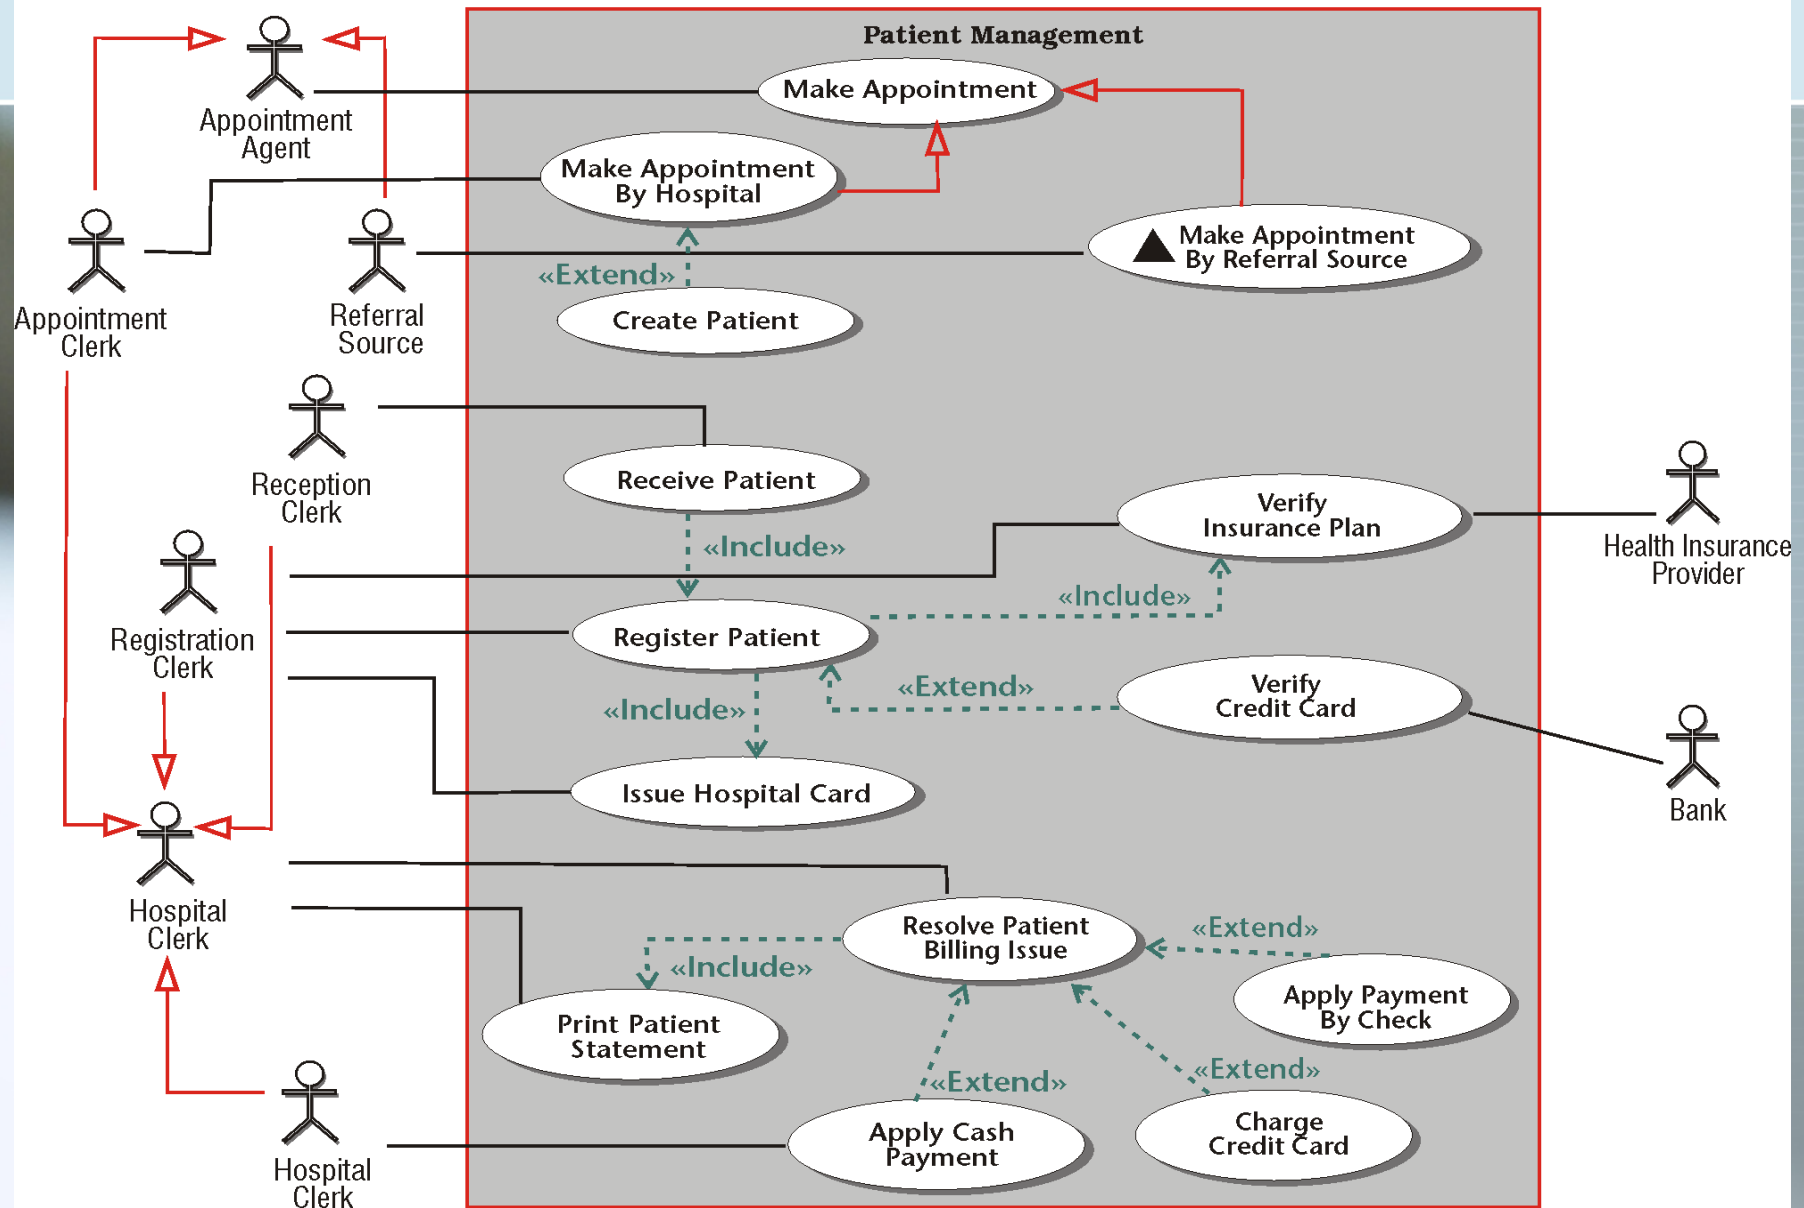 Patient Management
Make Appointment
Appointment
Agent
Make Appointment
By Hospital
Make Appointment
By Referral Source
«Extend»
Create Patient
Appointment
Clerk
Referral
Source
Reception
Clerk
Receive Patient
Verify
Insurance Plan
Health Insurance
Provider
«Include»
«Include»
Registration
Clerk
Register Patient
«Extend»
«Include»
Verify
Credit Card
Issue Hospital Card
Bank
Hospital
Clerk
Resolve Patient
Billing Issue
«Extend»
«Include»
Print Patient
Statement
Apply Payment
By Check
«Extend»
«Extend»
Apply Cash
Payment
Charge
Credit Card
Hospital
Clerk